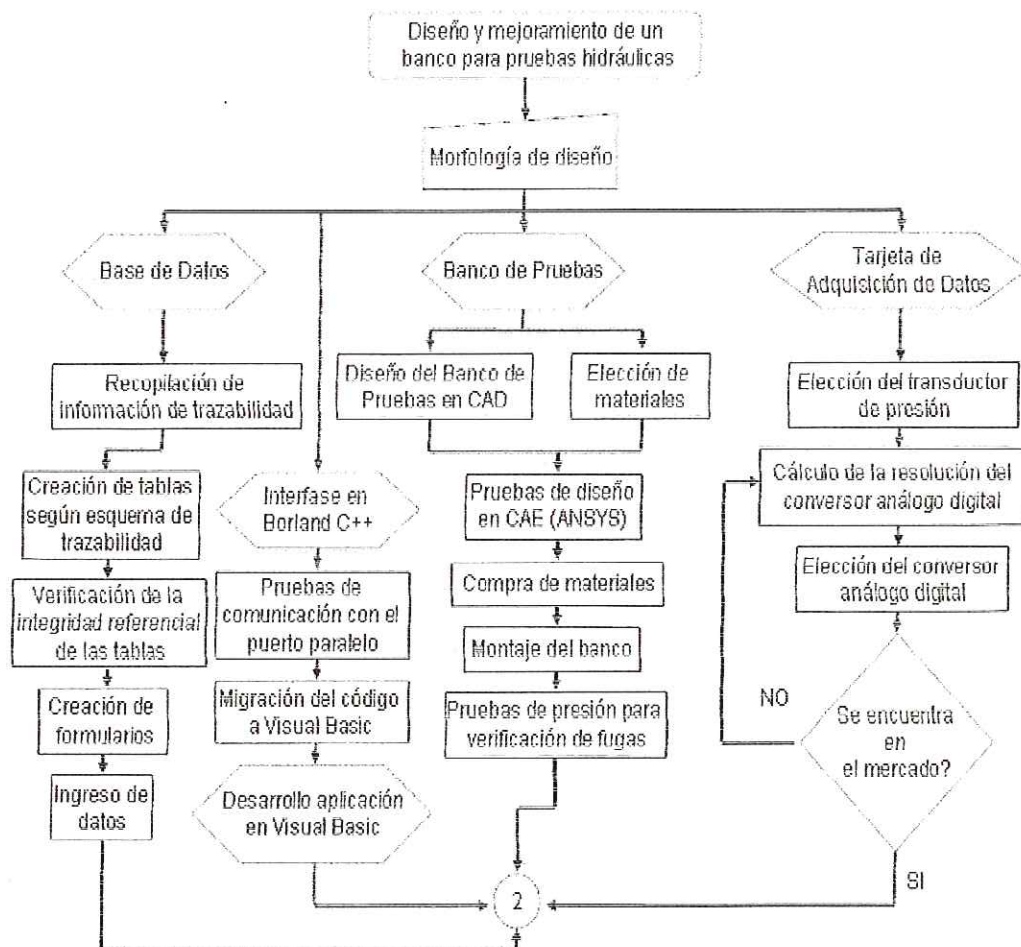 Diseño y mejoramiento de un
banco para pruebas hidráulicas
Morfología de diseño
Base de Datos
Banco de Pruebas
Tarjeta de
Adquisición de Datos
Recopilación de
información de trazabilidad
Diseño del Banco de
Pruebas en CAD
Elección de
materiales
Elección del transductor
de presión
Creación de tablas
según esquema de
trazabilidad
Interfase en
Borland C++
Pruebas de diseño
en CAE (ANSYS)
Cálculo de la resolución del
conversor análogo digital
Verificación de la
integridad referencial
de las tablas
Pruebas de
comunicación con el
puerto paralelo
Compra de materiales
Elección del conversor
análogo digital
Montaje del banco
Creación de
formularios
Migración del código
a Visual Basic
Pruebas de presión para
verificación de fugas
NO
Se encuentra
en
el mercado?
Ingreso de
datos
Desarrollo aplicación
en Visual Basic
2
SI